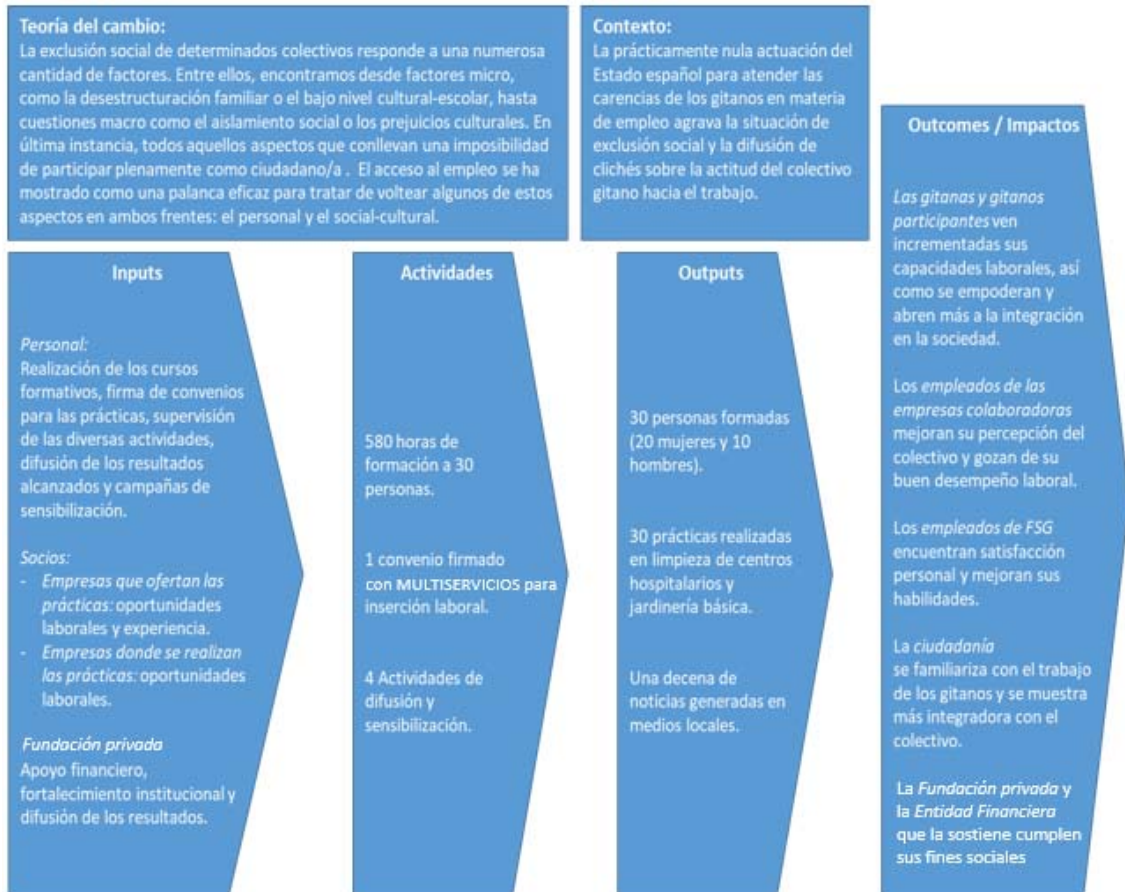 Teoría del cambio:
La exclusión social de determinados colectivos responde a una numerosa
cantidad de factores. Entre ellos, encontramos desde factores micro,
como la desestructuración familiar o el bajo nivel cultural-escolar, hasta
cuestiones macro como el aislamiento social o los prejuicios culturales. En
última instancia, todos aquellos aspectos que conllevan una imposibilidad
de participar plenamente como ciudadano/a . El acceso al empleo se ha
mostrado como una palanca eficaz para tratar de voltear algunos de estos
aspectos en ambos frentes: el personal y el social-cultural.
Contexto:
La prácticamente nula actuación del
Estado español para atender las
carencias de los gitanos en materia
de empleo agrava la situación de
exclusión social y la difusión de
clichés sobre la actitud del colectivo
gitano hacia el trabajo.
Inputs
Personal:
Realización de los cursos
formativos, firma de convenios
para las prácticas, supervisión
de las diversas actividades,
difusión de los resultados
alcanzados y campañas de
sensibilización.
Socios:
- Empresas que ofertan las
prácticas: oportunidades
laborales y experiencia.
- Empresas donde se realizan
las prácticas: oportunidades
laborales.
Fundación privada
Apoyo financiero,
fortalecimiento institucional y
difusión de los resultados.
Actividades
580 horas de
formación a 30
personas.
1 convenio firmado
con MULTISERVICIOS para
inserción laboral.
4 Actividades de
difusión y
sensibilización.
Outputs
30 personas formadas
(20 mujeres y 10
hombres).
30 prácticas realizadas
en limpieza de centros
hospitalarios y
jardinería básica.
Una decena de
noticias generadas en
medios locales.
Outcomes / Impactos
Las gitanas y gitanos
participantes ven
incrementadas sus
capacidades laborales, así
como se empoderan y
abren más a la integración
en la sociedad.
Los empleados de las
empresas colaboradoras
mejoran su percepción del
colectivo y gozan de su
buen desempeño laboral.
Los empleados de FSG
encuentran satisfacción
personal y mejoran sus
habilidades.
La ciudadanía
se familiariza con el trabajo
de los gitanos y se muestra
más integradora con el
colectivo.
La Fundación privada y
la Entidad Financiera
que la sostiene cumplen
sus fines sociales